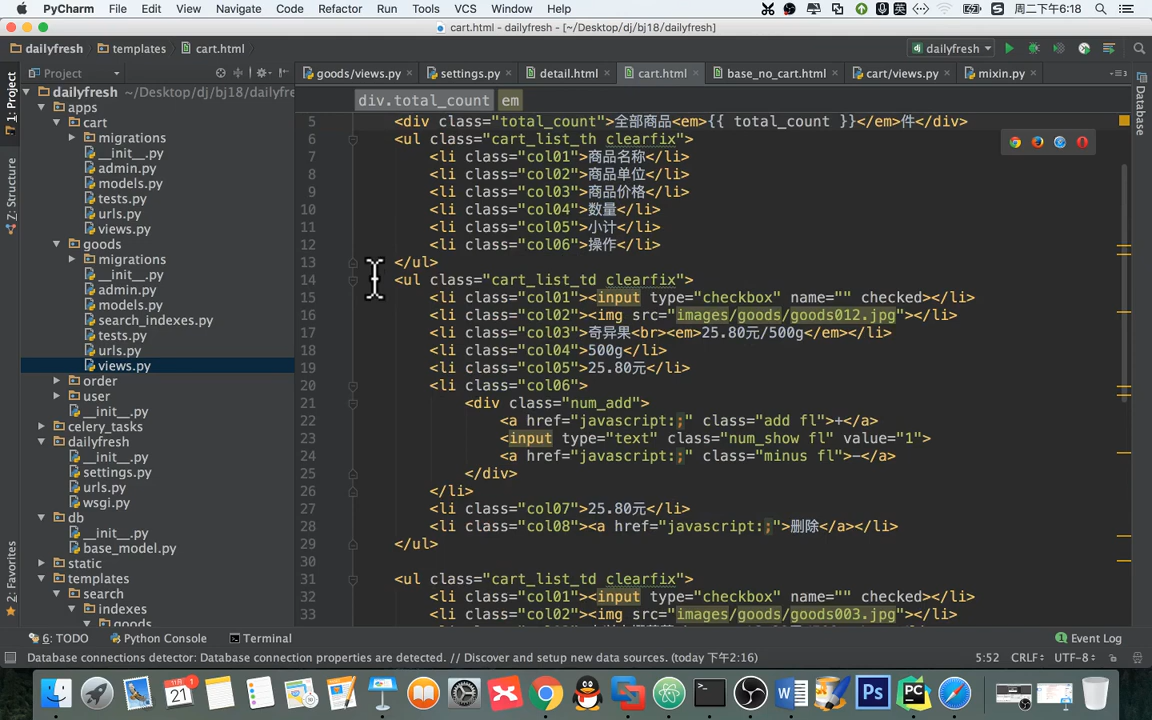 PyCharm File Edit View Navigate Code Refactor Run Tools VCS Window Help 英 周二下午6:18
cart.html - dailyfresh - [~/Desktop/dj/bj18/dailyfresh]
dailyfresh templates cart.html dailyfresh
Project goods/views.py settings.py detail.html cart.html base_no_cart.html cart/views.py mixin.py
1: Project
Z: Structure
2: Favorites
Database
dailyfresh ~/Desktop/dj/bj18/dailyfr
apps
cart
migrations
__init__.py
admin.py
models.py
tests.py
urls.py
views.py
goods
migrations
__init__.py
admin.py
models.py
search_indexes.py
tests.py
urls.py
views.py
order
user
__init__.py
celery_tasks
dailyfresh
__init__.py
settings.py
urls.py
wsgi.py
db
__init__.py
base_model.py
static
templates
search
indexes
goods
div.total_count em
5 <div class="total_count">全部商品<em>{{ total_count }}</em>件</div>
6 <ul class="cart_list_th clearfix">
7 <li class="col01">商品名称</li>
8 <li class="col02">商品单位</li>
9 <li class="col03">商品价格</li>
10 <li class="col04">数量</li>
11 <li class="col05">小计</li>
12 <li class="col06">操作</li>
13 </ul>
14 <ul class="cart_list_td clearfix">
15 <li class="col01"><input type="checkbox" name="" checked></li>
16 <li class="col02"><img src="images/goods/goods012.jpg"></li>
17 <li class="col03">奇异果<br><em>25.80元/500g</em></li>
18 <li class="col04">500g</li>
19 <li class="col05">25.80元</li>
20 <li class="col06">
21 <div class="num_add">
22 <a href="javascript:;" class="add fl">+</a>
23 <input type="text" class="num_show fl" value="1">
24 <a href="javascript:;" class="minus fl">-</a>
25 </div>
26 </li>
27 <li class="col07">25.80元</li>
28 <li class="col08"><a href="javascript:;">删除</a></li>
29 </ul>
30
31 <ul class="cart_list_td clearfix">
32 <li class="col01"><input type="checkbox" name="" checked></li>
33 <li class="col02"><img src="images/goods/goods003.jpg"></li>
6: TODO Python Console Terminal 1 Event Log
Database connections detector: Database connection properties are detected. // Discover and setup new data sources. (today 下午2:16) 5:52 CRLF÷ UTF-8÷
21 Ps PC